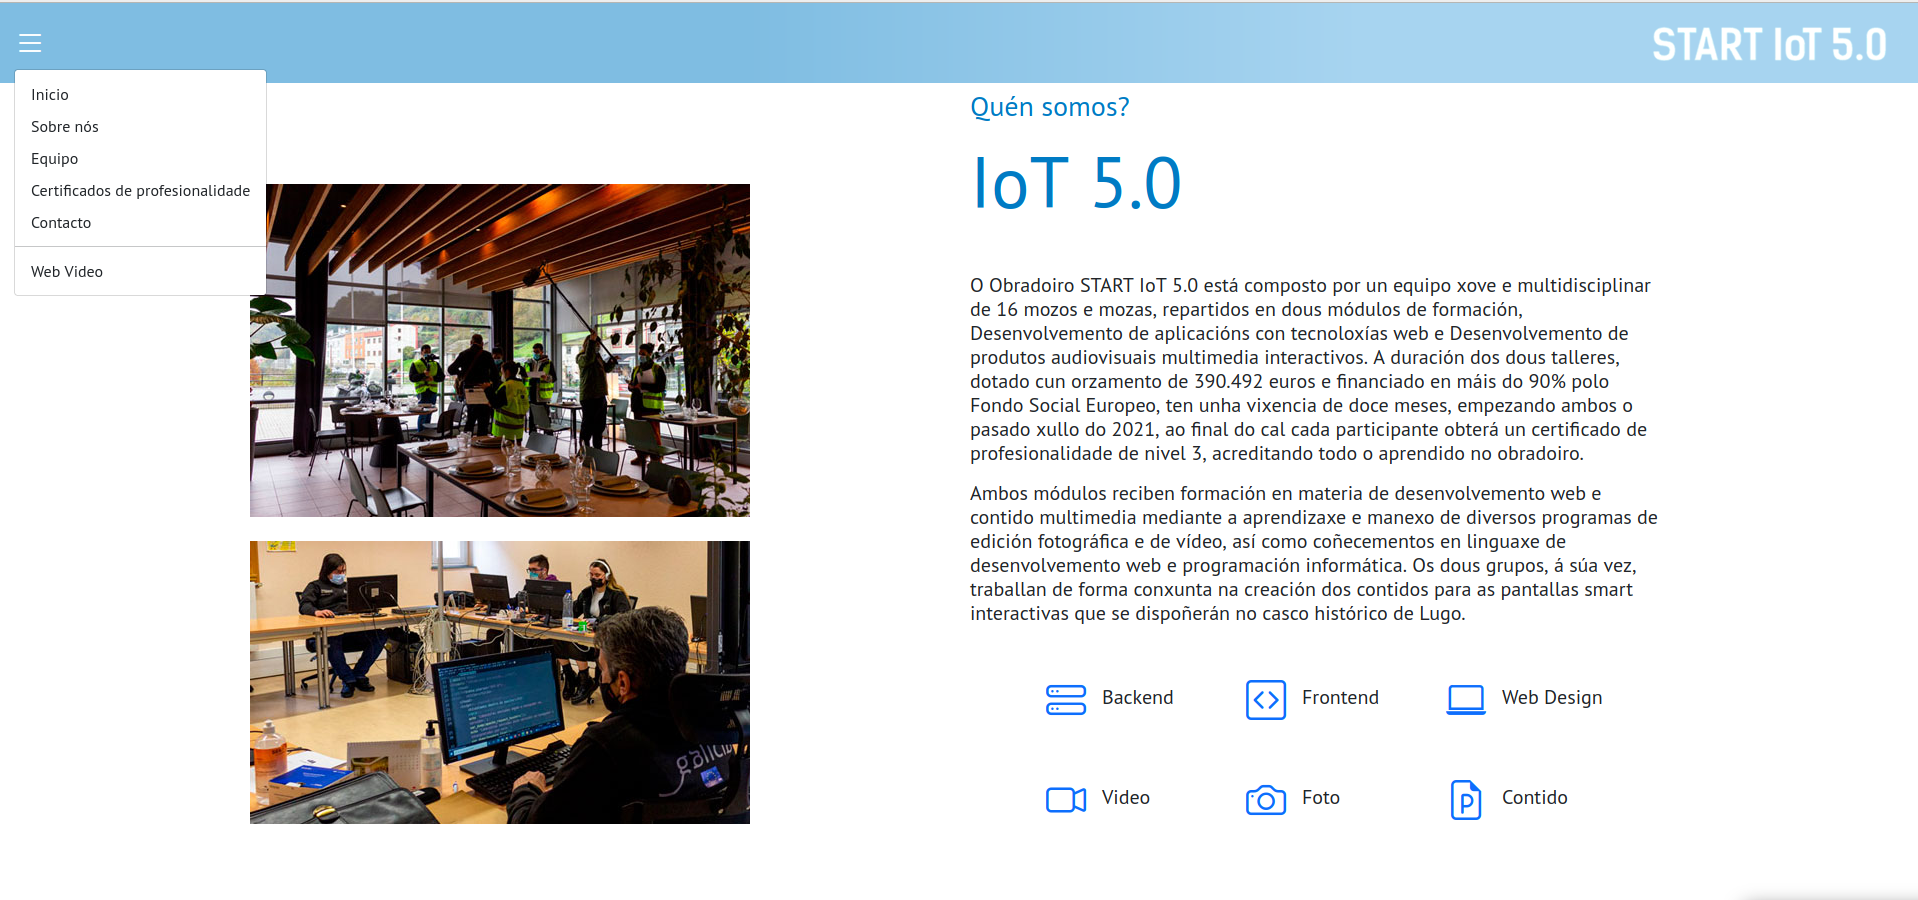 START IoT 5.0
Inicio
Sobre nós
Equipo
Certificados de profesionalidade
Contacto
Web Video
Quén somos?
IoT 5.0
O Obradoiro START IoT 5.0 está composto por un equipo xove e multidisciplinar
de 16 mozos e mozas, repartidos en dous módulos de formación,
Desenvolvemento de aplicacións con tecnoloxías web e Desenvolvemento de
produtos audiovisuais multimedia interactivos. A duración dos dous talleres,
dotado cun orzamento de 390.492 euros e financiado en máis do 90% polo
Fondo Social Europeo, ten unha vixencia de doce meses, empezando ambos o
pasado xullo do 2021, ao final do cal cada participante obterá un certificado de
profesionalidade de nivel 3, acreditando todo o aprendido no obradoiro.
Ambos módulos reciben formación en materia de desenvolvemento web e
contido multimedia mediante a aprendizaxe e manexo de diversos programas de
edición fotográfica e de vídeo, así como coñecementos en linguaxe de
desenvolvemento web e programación informática. Os dous grupos, á súa vez,
traballan de forma conxunta na creación dos contidos para as pantallas smart
interactivas que se dispoñerán no casco histórico de Lugo.
Backend
Frontend
Web Design
Video
Foto
P
Contido
galicia